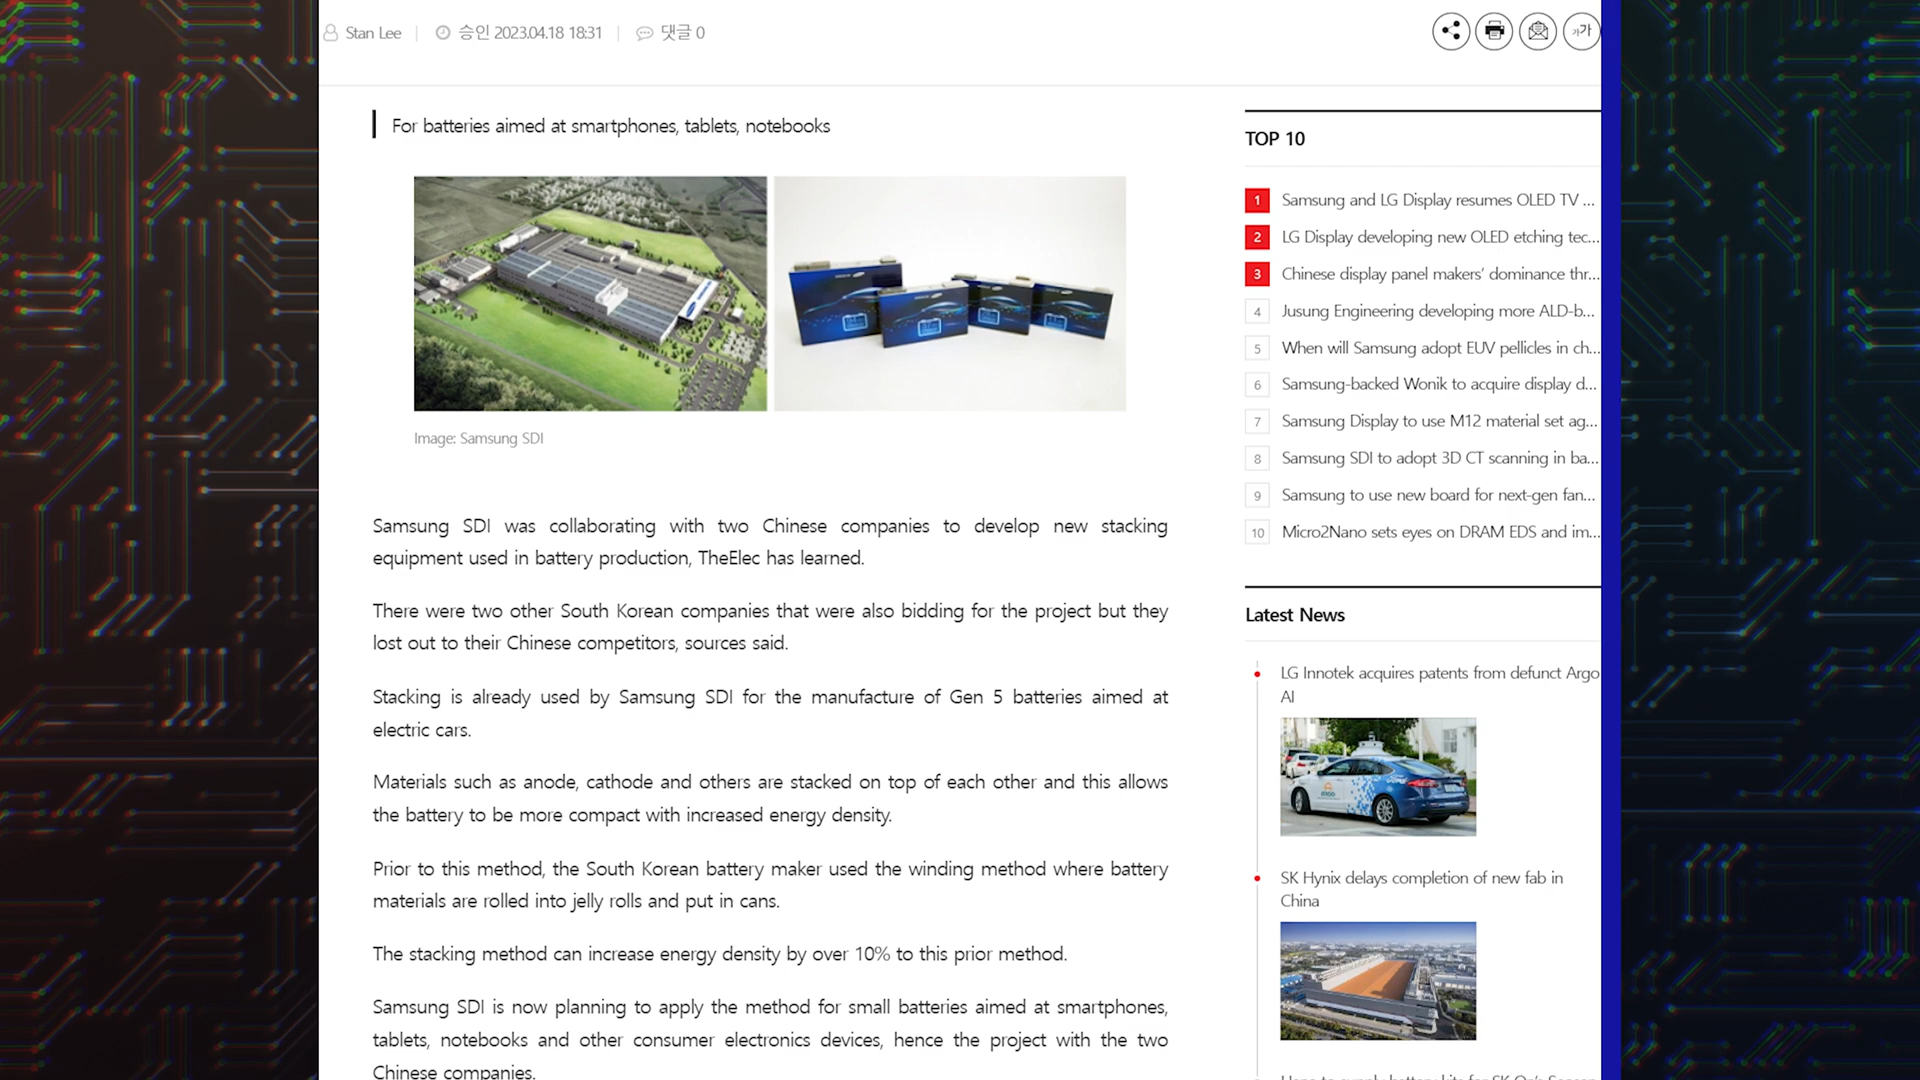 Stan Lee
승인 2023.04.18 18:31
댓글 0
가가
For batteries aimed at smartphones, tablets, notebooks
Image: Samsung SDI
Samsung SDI was collaborating with two Chinese companies to develop new stacking
equipment used in battery production, TheElec has learned.
There were two other South Korean companies that were also bidding for the project but they
lost out to their Chinese competitors, sources said.
Stacking is already used by Samsung SDI for the manufacture of Gen 5 batteries aimed at
electric cars.
Materials such as anode, cathode and others are stacked on top of each other and this allows
the battery to be more compact with increased energy density.
Prior to this method, the South Korean battery maker used the winding method where battery
materials are rolled into jelly rolls and put in cans.
The stacking method can increase energy density by over 10% to this prior method.
Samsung SDI is now planning to apply the method for small batteries aimed at smartphones,
tablets, notebooks and other consumer electronics devices, hence the project with the two
Chinese companies.
TOP 10
1 Samsung and LG Display resumes OLED TV ...
2 LG Display developing new OLED etching tec...
3 Chinese display panel makers' dominance thr...
4 Jusung Engineering developing more ALD-b...
5 When will Samsung adopt EUV pellicles in ch...
6 Samsung-backed Wonik to acquire display d...
7 Samsung Display to use M12 material set ag...
8 Samsung SDI to adopt 3D CT scanning in ba...
9 Samsung to use new board for next-gen fan...
10 Micro2Nano sets eyes on DRAM EDS and im...
Latest News
LG Innotek acquires patents from defunct Argo
AI
SK Hynix delays completion of new fab in
China